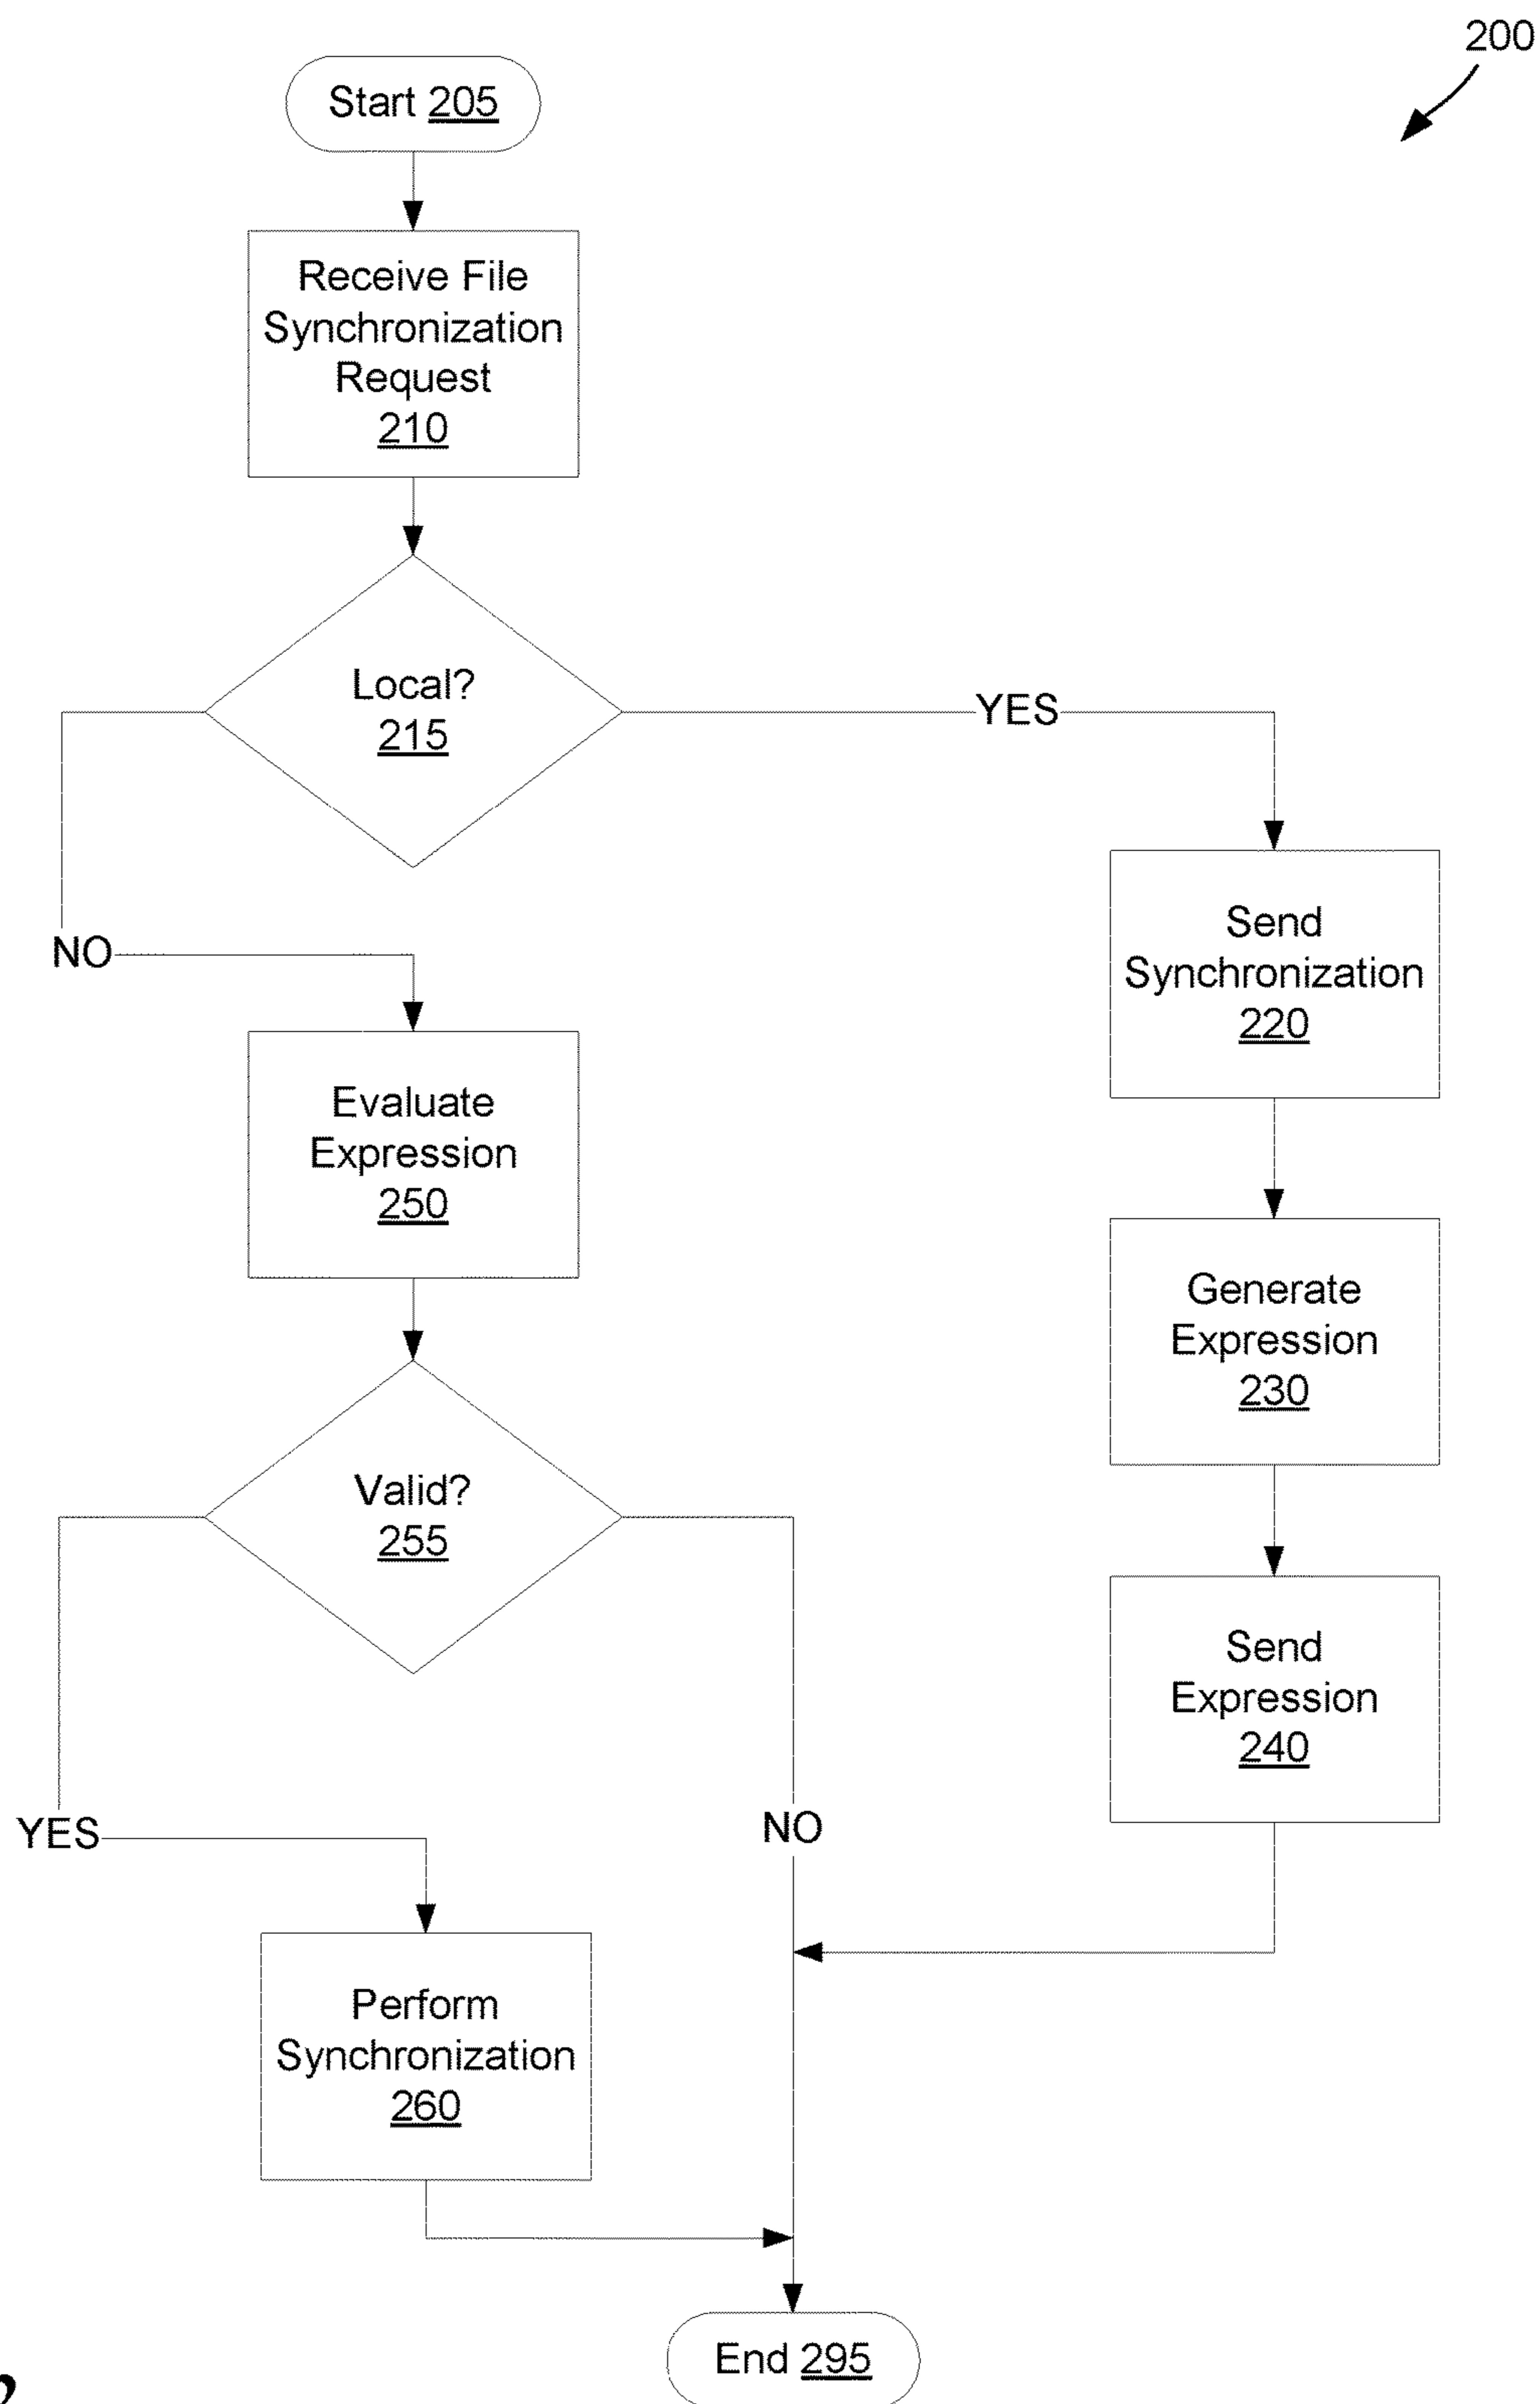 200
Start 205
Receive File
Synchronization
Request
210
Local?
215
YES
NO
Send
Synchronization
220
Evaluate
Expression
250
Generate
Expression
230
Valid?
255
Send
Expression
240
YES
NO
Perform
Synchronization
260
End 295